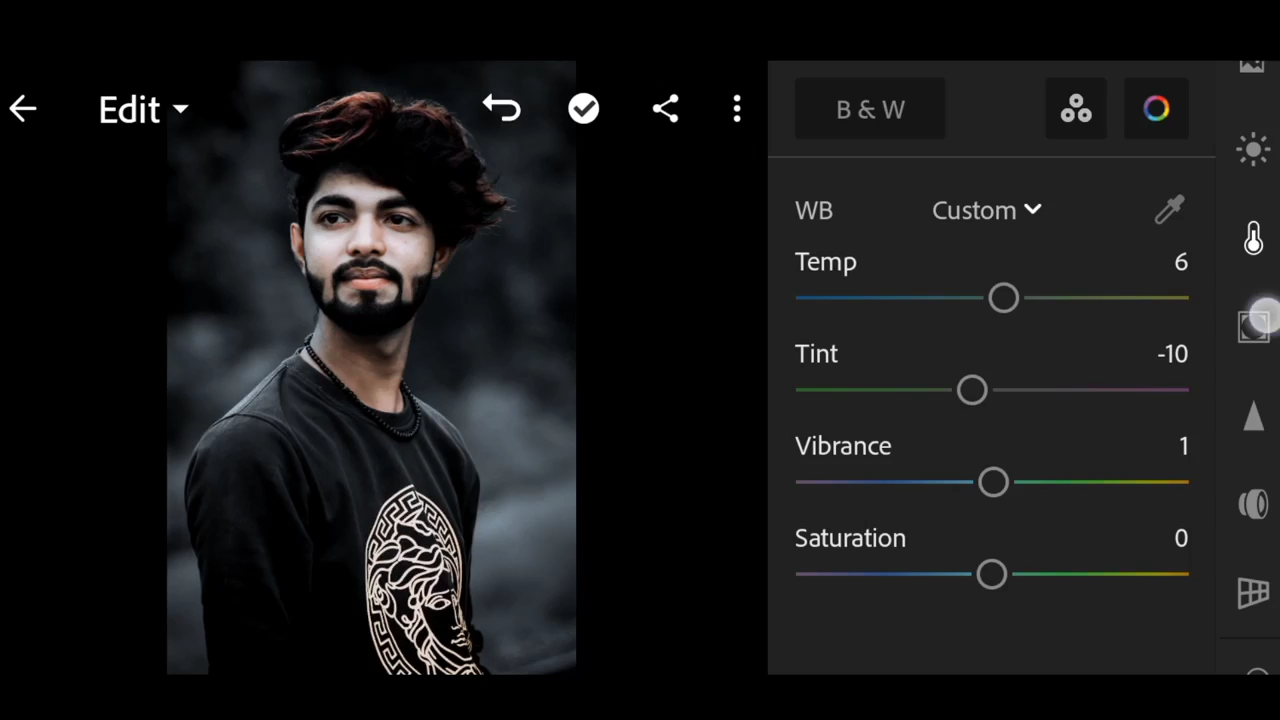 Edit
B & W
WB Custom
Temp 6
Tint -10
Vibrance 1
Saturation 0